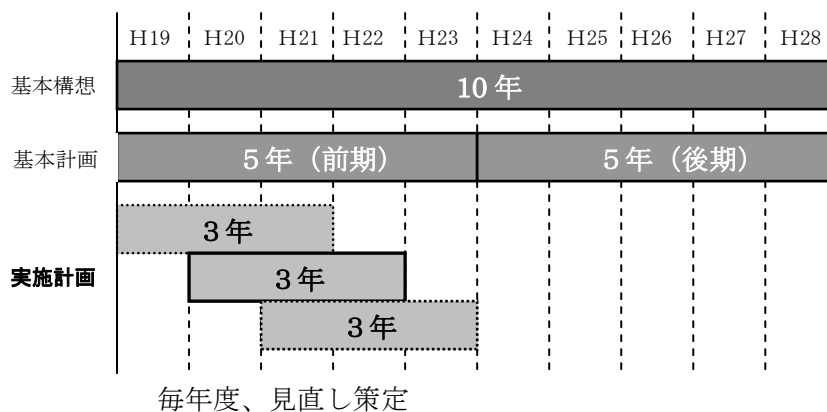 H19 H20 H21 H22 H23 H24 H25 H26 H27 H28
基本構想 10年
基本計画 5年（前期） 5年（後期）
3年
実施計画 3年
3年
毎年度、見直し策定